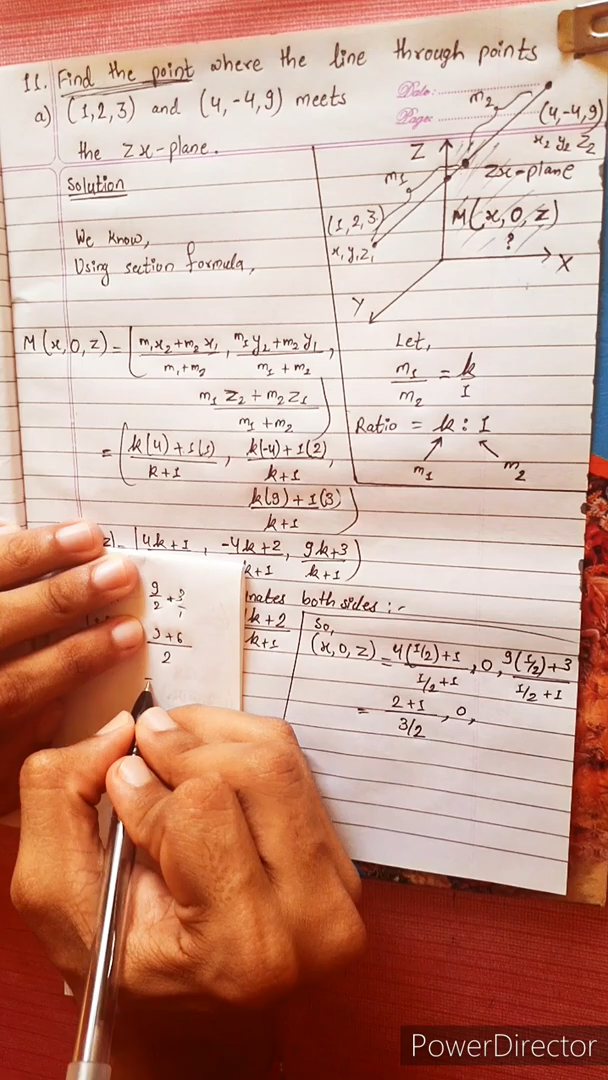 11. Find the point where the line through points
a) (1,2,3) and (4,-4,9) meets
the Zx-plane.
Date:
Page:
Solution
We know,
Using section formula,
m2
(4,-4,9)
x2 y2 z2
Z
zx-plane
m1
M(x,0,z)
?
(1,2,3)
x1 y1 z1
X
Y
M(x,0,z) = (m1x2+m2x1/m1+m2, m1y2+m2y1/m1+m2,
m1z2+m2z1/m1+m2)
= (k(4)+1(1)/k+1, k(-4)+1(2)/k+1,
k(9)+1(3)/k+1)
z) = (4k+1, -4k+2/k+1, 9k+3/k+1)
Let,
m1/m2 = k/1
Ratio = k : 1
m1 m2
9/2 + 3/1
9+6/2
nates both sides :-
k+2/k+1
So,
(x,0,z) = 4(1/2)+1/1/2+1, 0, 9(1/2)+3/1/2+1
= 2+1/3/2, 0,
PowerDirector